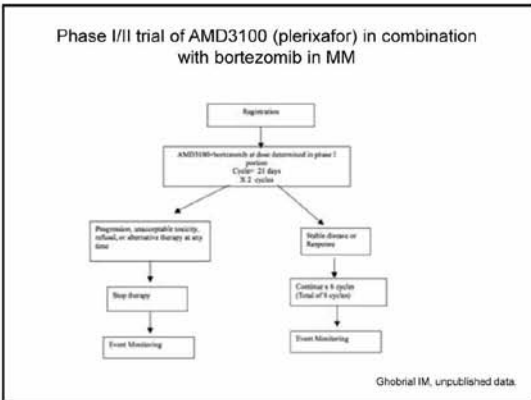 Phase I/II trial of AMD3100 (plerixafor) in combination
with bortezomib in MM
Registration
AMD3100+bortezomib at dose determined in phase I
portion
Cycle= 21 days
X 2 cycles
Progression, unacceptable toxicity,
refusal, or alternative therapy at any
time
Stable disease or
Response
Stop therapy
Continue x 6 cycles
(Total of 8 cycles)
Event Monitoring
Event Monitoring
Ghobrial IM, unpublished data.